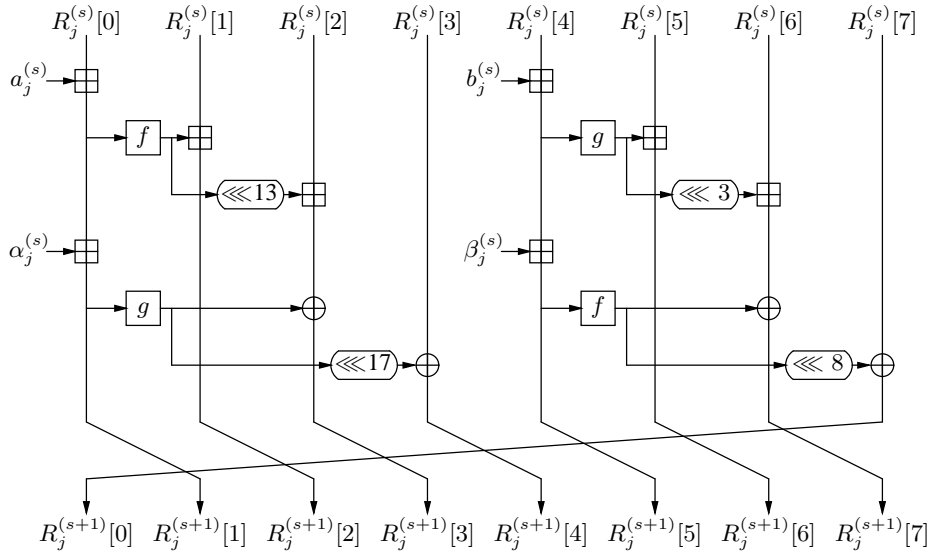 R_j^{(s)}[0] R_j^{(s)}[1] R_j^{(s)}[2] R_j^{(s)}[3] R_j^{(s)}[4] R_j^{(s)}[5] R_j^{(s)}[6] R_j^{(s)}[7]
a_j^{(s)} b_j^{(s)}
f g
⋘13 ⋘ 3
α_j^{(s)} β_j^{(s)}
g f
⋘17 ⋘ 8
R_j^{(s+1)}[0] R_j^{(s+1)}[1] R_j^{(s+1)}[2] R_j^{(s+1)}[3] R_j^{(s+1)}[4] R_j^{(s+1)}[5] R_j^{(s+1)}[6] R_j^{(s+1)}[7]